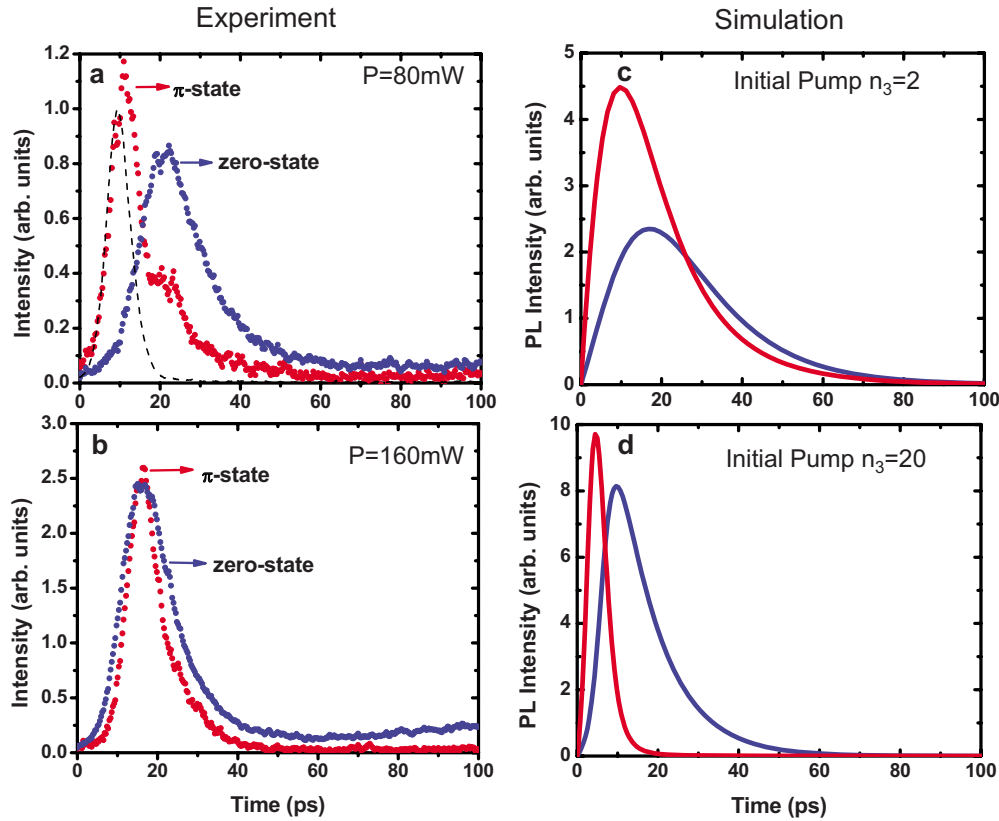 Experiment
Simulation
a
P=80mW
π-state
zero-state
Intensity (arb. units)
1.2
1.0
0.8
0.6
0.4
0.2
0.0
0 20 40 60 80 100
c
Initial Pump n₃=2
PL Intensity (arb. units)
5
4
3
2
1
0
0 20 40 60 80 100
b
P=160mW
π-state
zero-state
Intensity (arb. units)
3.0
2.5
2.0
1.5
1.0
0.5
0.0
0 20 40 60 80 100
Time (ps)
d
Initial Pump n₃=20
PL Intensity (arb. units)
10
8
6
4
2
0
0 20 40 60 80 100
Time (ps)